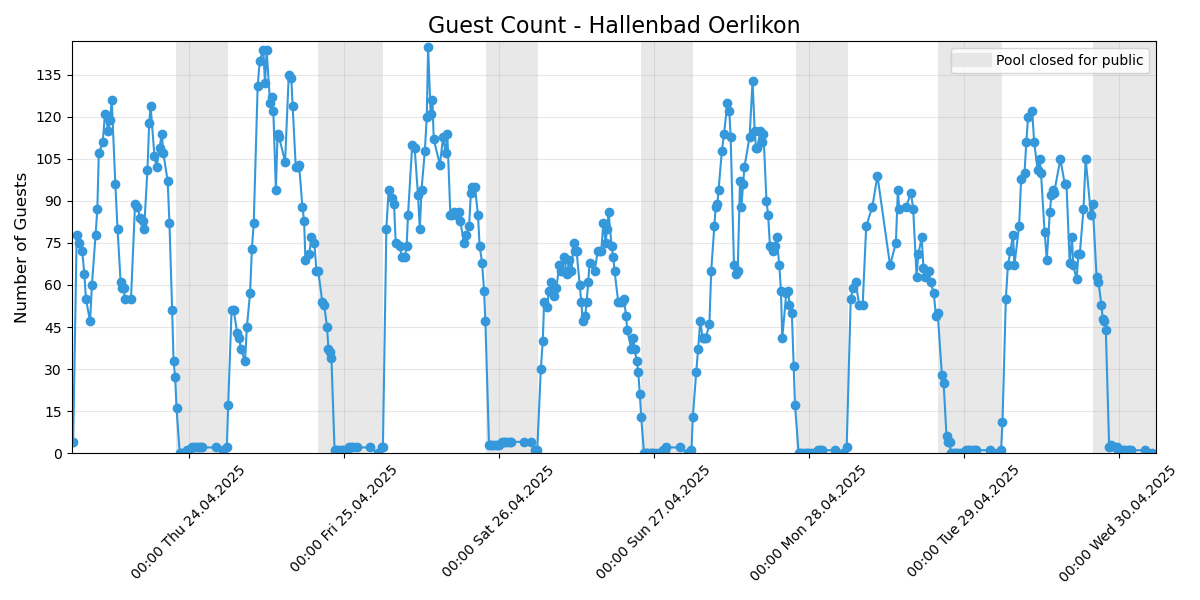 Guest Count - Hallenbad Oerlikon
Pool closed for public
Number of Guests
135
120
105
90
75
60
45
30
15
0
00:00 Thu 24.04.2025
00:00 Fri 25.04.2025
00:00 Sat 26.04.2025
00:00 Sun 27.04.2025
00:00 Mon 28.04.2025
00:00 Tue 29.04.2025
00:00 Wed 30.04.2025